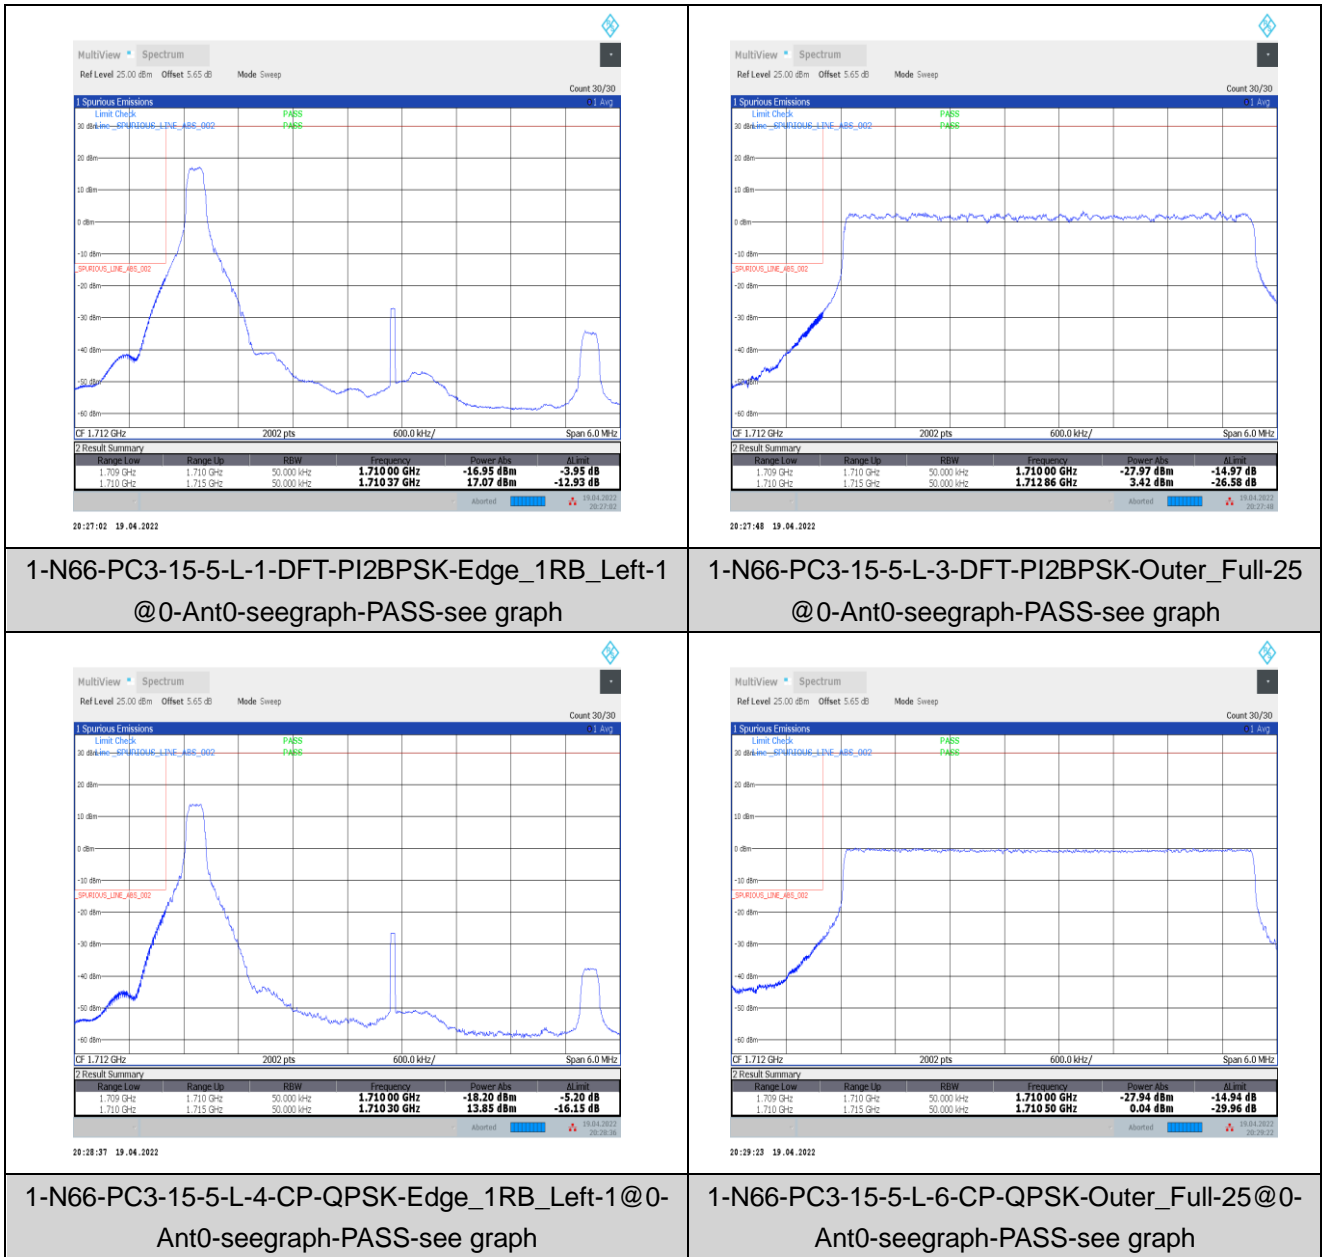 MultiView Spectrum
Ref Level 25.00 dBm Offset 5.65 dB Mode Sweep
Count 30/30
1 Spurious Emissions 1 Avg
Limit Check PASS
Line _SPURIOUS_LINE_ABS_002 PASS
30 dBm
20 dBm
10 dBm
0 dBm
-10 dBm
_SPURIOUS_LINE_ABS_002
-20 dBm
-30 dBm
-40 dBm
-50 dBm
-60 dBm
CF 1.712 GHz 2002 pts 600.0 kHz/ Span 6.0 MHz
2 Result Summary
Range Low Range Up RBW Frequency Power Abs ΔLimit
1.709 GHz 1.710 GHz 50.000 kHz 1.710 00 GHz -16.95 dBm -3.95 dB
1.710 GHz 1.715 GHz 50.000 kHz 1.710 37 GHz 17.07 dBm -12.93 dB
Aborted 19.04.2022
20:27:02
20:27:02 19.04.2022
1-N66-PC3-15-5-L-1-DFT-PI2BPSK-Edge_1RB_Left-1
@0-Ant0-seegraph-PASS-see graph
MultiView Spectrum
Ref Level 25.00 dBm Offset 5.65 dB Mode Sweep
Count 30/30
1 Spurious Emissions 1 Avg
Limit Check PASS
Line _SPURIOUS_LINE_ABS_002 PASS
30 dBm
20 dBm
10 dBm
0 dBm
-10 dBm
_SPURIOUS_LINE_ABS_002
-20 dBm
-30 dBm
-40 dBm
-50 dBm
-60 dBm
CF 1.712 GHz 2002 pts 600.0 kHz/ Span 6.0 MHz
2 Result Summary
Range Low Range Up RBW Frequency Power Abs ΔLimit
1.709 GHz 1.710 GHz 50.000 kHz 1.710 00 GHz -27.97 dBm -14.97 dB
1.710 GHz 1.715 GHz 50.000 kHz 1.712 86 GHz 3.42 dBm -26.58 dB
Aborted 19.04.2022
20:27:48
20:27:48 19.04.2022
1-N66-PC3-15-5-L-3-DFT-PI2BPSK-Outer_Full-25
@0-Ant0-seegraph-PASS-see graph
MultiView Spectrum
Ref Level 25.00 dBm Offset 5.65 dB Mode Sweep
Count 30/30
1 Spurious Emissions 1 Avg
Limit Check PASS
Line _SPURIOUS_LINE_ABS_002 PASS
30 dBm
20 dBm
10 dBm
0 dBm
-10 dBm
_SPURIOUS_LINE_ABS_002
-20 dBm
-30 dBm
-40 dBm
-50 dBm
-60 dBm
CF 1.712 GHz 2002 pts 600.0 kHz/ Span 6.0 MHz
2 Result Summary
Range Low Range Up RBW Frequency Power Abs ΔLimit
1.709 GHz 1.710 GHz 50.000 kHz 1.710 00 GHz -18.20 dBm -5.20 dB
1.710 GHz 1.715 GHz 50.000 kHz 1.710 30 GHz 13.85 dBm -16.15 dB
Aborted 19.04.2022
20:28:36
20:28:37 19.04.2022
1-N66-PC3-15-5-L-4-CP-QPSK-Edge_1RB_Left-1@0-
Ant0-seegraph-PASS-see graph
MultiView Spectrum
Ref Level 25.00 dBm Offset 5.65 dB Mode Sweep
Count 30/30
1 Spurious Emissions 1 Avg
Limit Check PASS
Line _SPURIOUS_LINE_ABS_002 PASS
30 dBm
20 dBm
10 dBm
0 dBm
-10 dBm
_SPURIOUS_LINE_ABS_002
-20 dBm
-30 dBm
-40 dBm
-50 dBm
-60 dBm
CF 1.712 GHz 2002 pts 600.0 kHz/ Span 6.0 MHz
2 Result Summary
Range Low Range Up RBW Frequency Power Abs ΔLimit
1.709 GHz 1.710 GHz 50.000 kHz 1.710 00 GHz -27.94 dBm -14.94 dB
1.710 GHz 1.715 GHz 50.000 kHz 1.710 50 GHz 0.04 dBm -29.96 dB
Aborted 19.04.2022
20:29:22
20:29:23 19.04.2022
1-N66-PC3-15-5-L-6-CP-QPSK-Outer_Full-25@0-
Ant0-seegraph-PASS-see graph